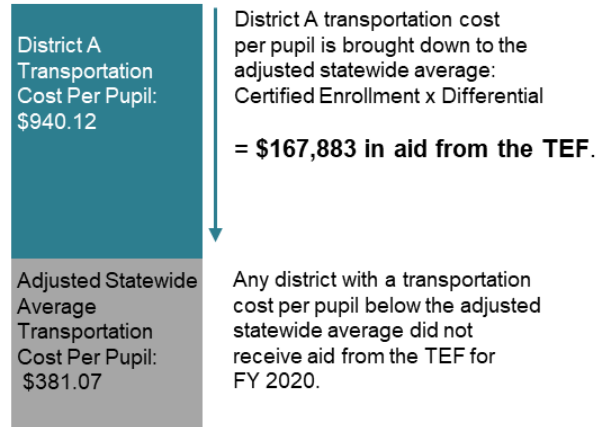 District A
Transportation
Cost Per Pupil:
$940.12
District A transportation cost
per pupil is brought down to the
adjusted statewide average:
Certified Enrollment x Differential
= $167,883 in aid from the TEF.
Adjusted Statewide
Average
Transportation
Cost Per Pupil:
$381.07
Any district with a transportation
cost per pupil below the adjusted
statewide average did not
receive aid from the TEF for
FY 2020.